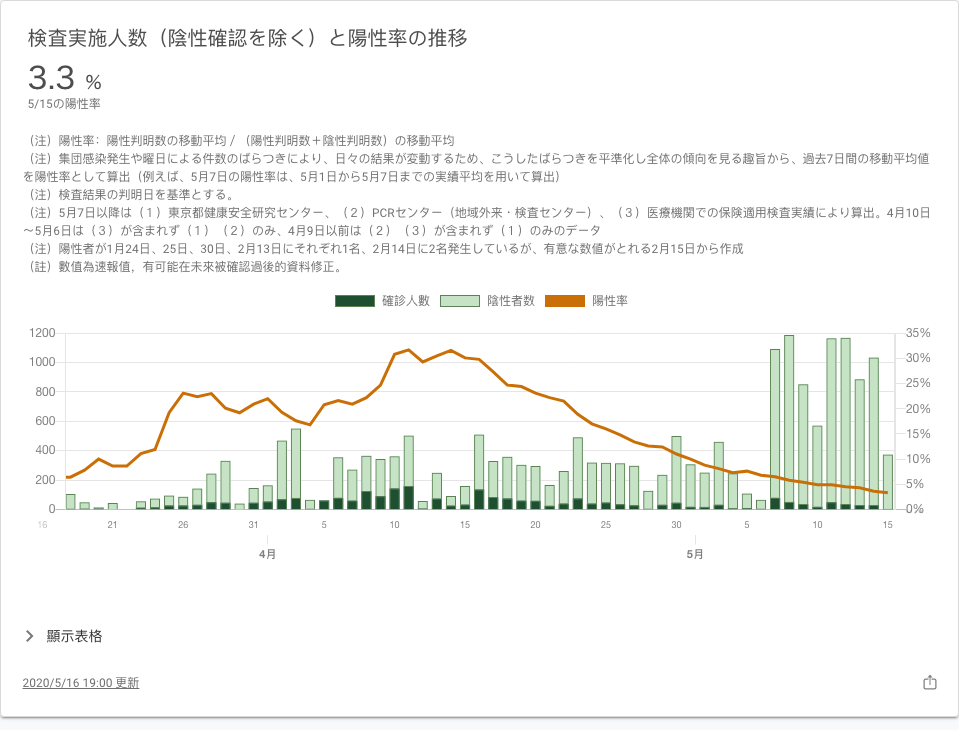 検査実施人数（陰性確認を除く）と陽性率の推移
3.3 %
5/15の陽性率
（注）陽性率：陽性判明数の移動平均 / （陽性判明数＋陰性判明数）の移動平均
（注）集団感染発生や曜日による件数のばらつきにより、日々の結果が変動するため、こうしたばらつきを平準化し全体の傾向を見る趣旨から、過去7日間の移動平均値
を陽性率として算出（例えば、5月7日の陽性率は、5月1日から5月7日までの実績平均を用いて算出）
（注）検査結果の判明日を基準とする。
（注）5月7日以降は（１）東京都健康安全研究センター、（２）PCRセンター（地域外来・検査センター）、（３）医療機関での保険適用検査実績により算出。4月10日
～5月6日は（３）が含まれず（１）（２）のみ、4月9日以前は（２）（３）が含まれず（１）のみのデータ
（注）陽性者が1月24日、25日、30日、2月13日にそれぞれ1名、2月14日に2名発生しているが、有意な数値がとれる2月15日から作成
（註）數值為速報值，有可能在未來被確認過後的資料修正。
確診人數 陰性者数 陽性率
1200 35%
30%
1000
25%
800
20%
600
15%
400
10%
200
5%
0 0%
16 21 26 31 5 10 15 20 25 30 5 10 15
4月 5月
顯示表格
2020/5/16 19:00 更新